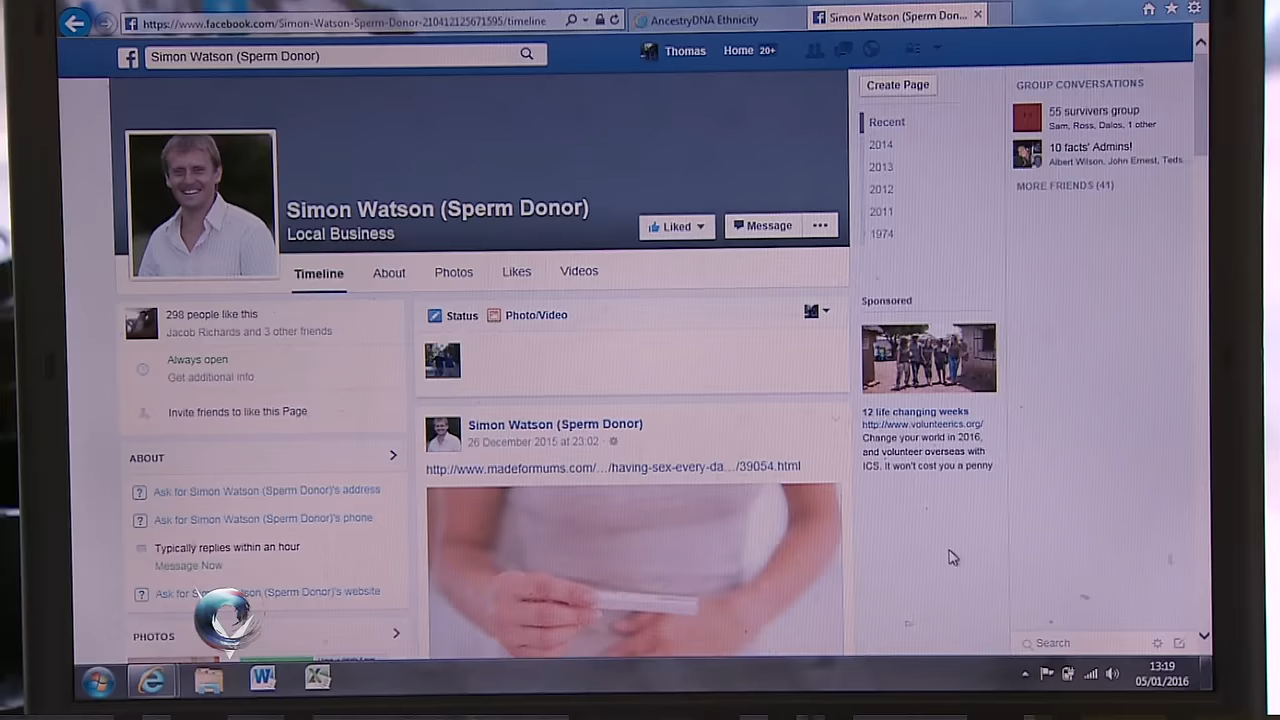 https://www.facebook.com/Simon-Watson-Sperm-Donor-210412125671595/timeline
AncestryDNA Ethnicity
Simon Watson (Sperm Don...
Simon Watson (Sperm Donor)
Thomas
Home 20+
Create Page
Recent
2014
2013
2012
2011
1974
GROUP CONVERSATIONS
55 survivers group
Sam, Ross, Dalos, 1 other
10 facts' Admins!
Albert Wilson, John Ernest, Teds
MORE FRIENDS (41)
Simon Watson (Sperm Donor)
Local Business
Liked
Message
Timeline
About
Photos
Likes
Videos
298 people like this
Jacob Richards and 3 other friends
Always open
Get additional info
Invite friends to like this Page
ABOUT
Ask for Simon Watson (Sperm Donor)'s address
Ask for Simon Watson (Sperm Donor)'s phone
Typically replies within an hour
Message Now
(Sperm Donor)'s website
PHOTOS
Status
Photo/Video
Simon Watson (Sperm Donor)
26 December 2015 at 23:02
http://www.madeformums.com/.../having-sex-every-da.../39054.html
Sponsored
12 life changing weeks
http://www.volunteerics.org/
Change your world in 2016,
and volunteer overseas with
ICS. It won't cost you a penny
Search
13:19
05/01/2016